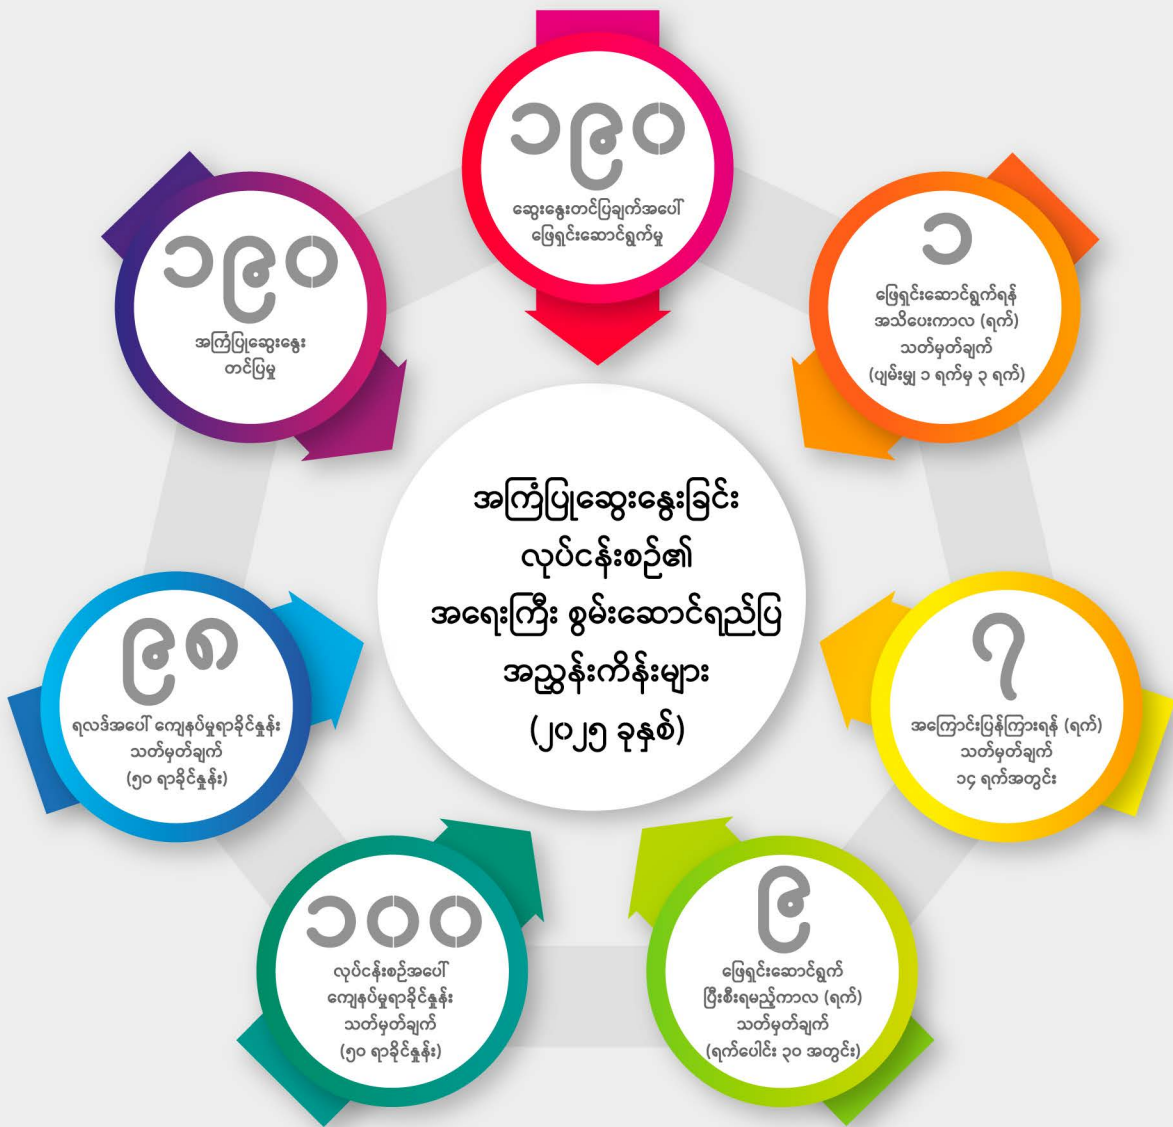 ၁၉၀
ဆွေးနွေးတင်ပြချက်အပေါ်
ဖြေရှင်းဆောင်ရွက်မှု
၁၉၀
အကြံပြုဆွေးနွေး
တင်ပြမှု
၁
ဖြေရှင်းဆောင်ရွက်ရန်
အသိပေးကာလ (ရက်)
သတ်မှတ်ချက်
(ပျမ်းမျှ ၁ ရက်မှ ၃ ရက်)
အကြံပြုဆွေးနွေးခြင်း
လုပ်ငန်းစဉ်၏
အရေးကြီး စွမ်းဆောင်ရည်ပြ
အညွှန်းကိန်းများ
(၂၀၂၅ ခုနှစ်)
၉၈
ရလဒ်အပေါ် ကျေနပ်မှုရာခိုင်နှုန်း
သတ်မှတ်ချက်
(၅၀ ရာခိုင်နှုန်း)
၇
အကြောင်းပြန်ကြားရန် (ရက်)
သတ်မှတ်ချက်
၁၄ ရက်အတွင်း
၁၀၀
လုပ်ငန်းစဉ်အပေါ်
ကျေနပ်မှုရာခိုင်နှုန်း
သတ်မှတ်ချက်
(၅၀ ရာခိုင်နှုန်း)
၉
ဖြေရှင်းဆောင်ရွက်
ပြီးစီးရမည့်ကာလ (ရက်)
သတ်မှတ်ချက်
(ရက်ပေါင်း ၃၀ အတွင်း)